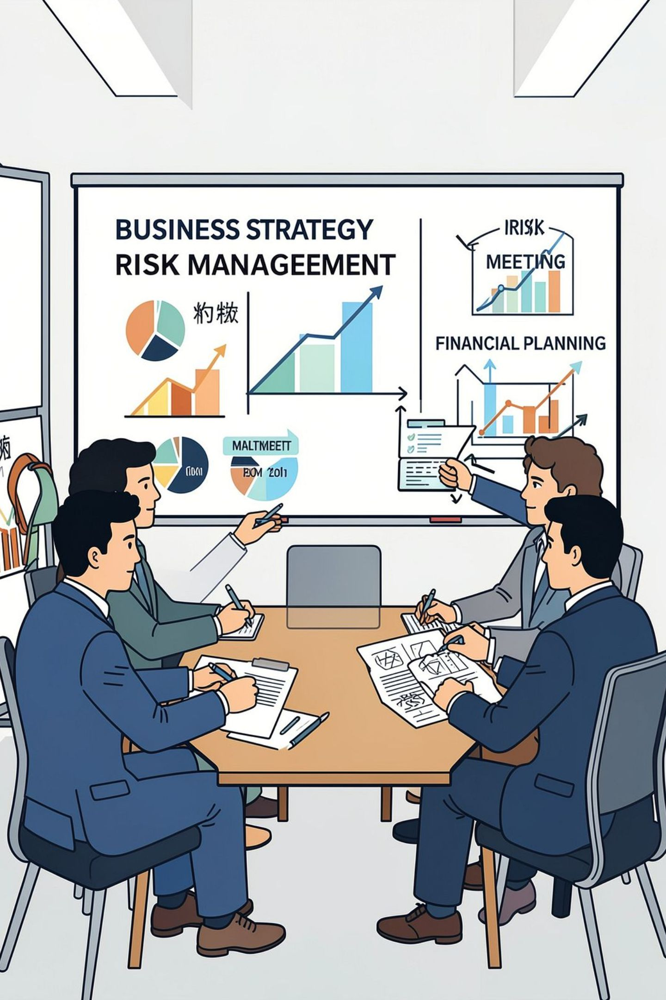 BUSINESS STRATEGY
RISK MANAGEEMENT
IRISK
MEETING
FINANCIAL PLANNING
MALTMEETT